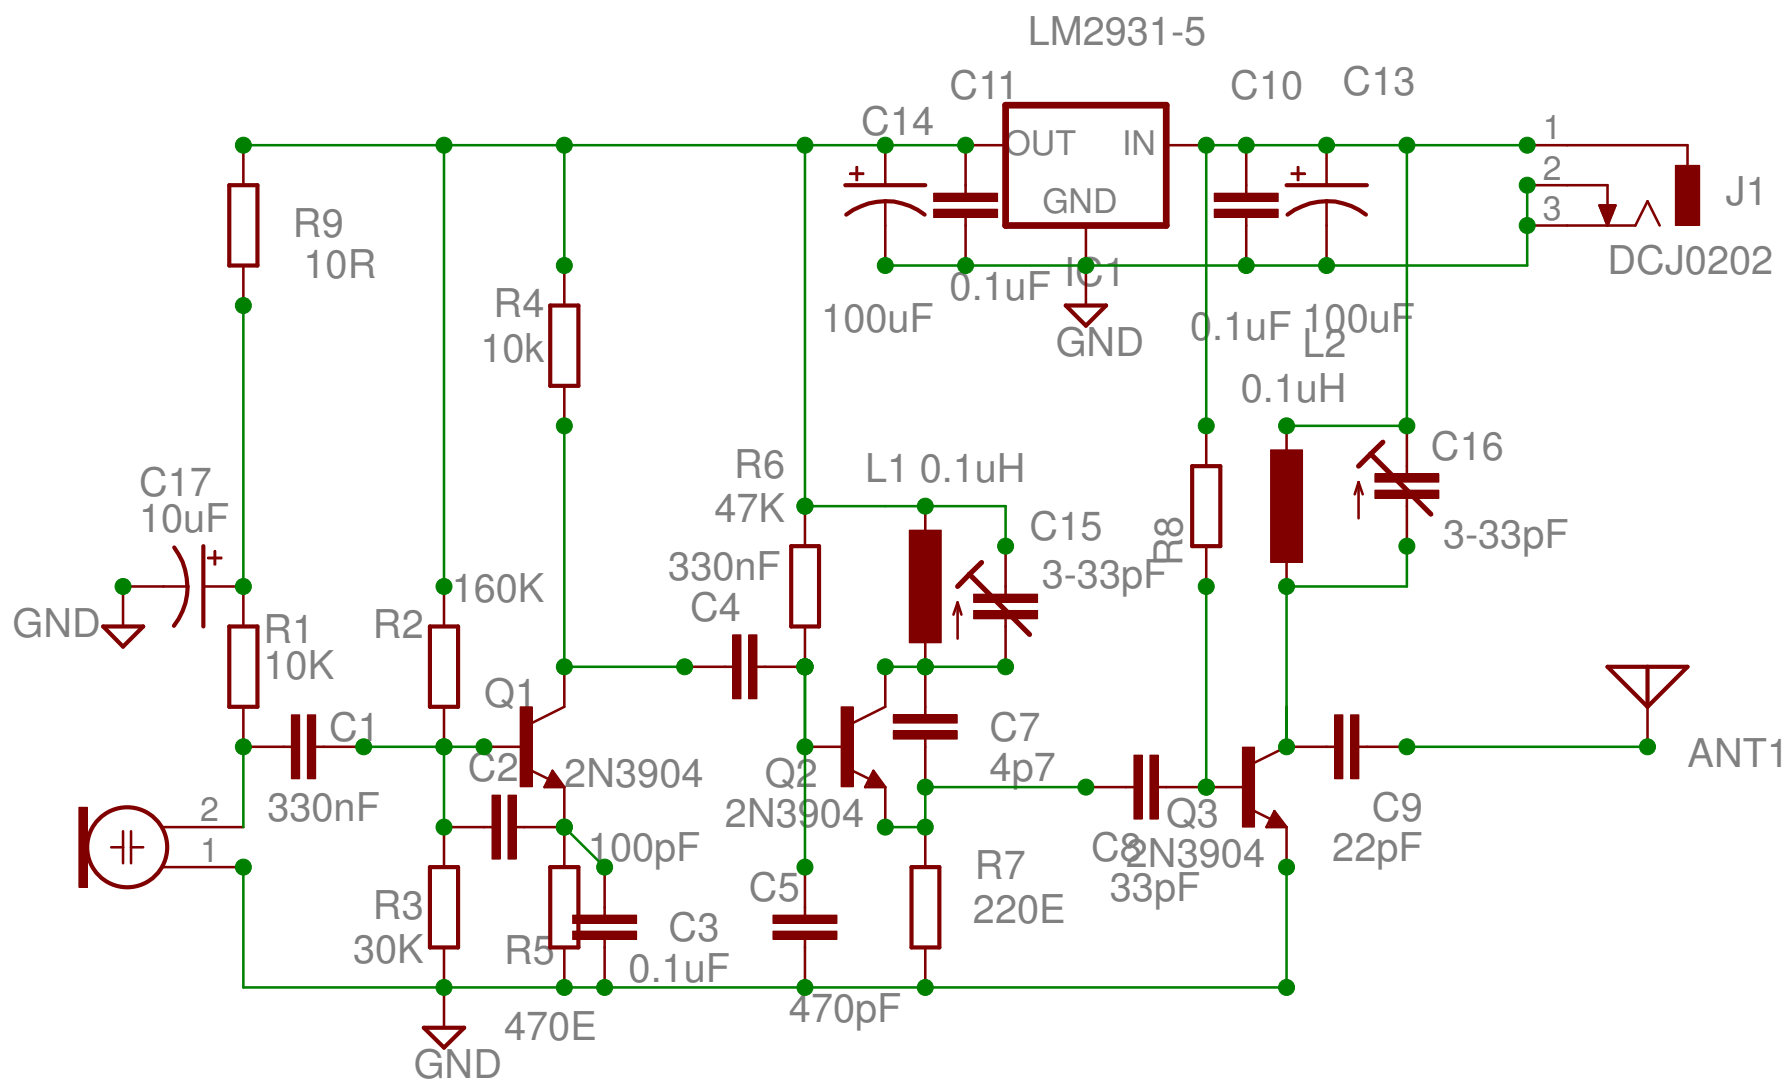 LM2931-5
C11
C10
C13
C14
OUT
IN
GND
1
2
3
J1
DCJ0202
R9
10R
R4
10k
100uF
0.1uF
IC1
GND
0.1uF
100uF
L2
0.1uH
C17
10uF
R6
47K
L1 0.1uH
C16
3-33pF
C15
3-33pF
R8
330nF
C4
GND
R1
10K
160K
R2
Q1
C1
C2
2N3904
330nF
2
1
100pF
Q2
2N3904
C7
4p7
Q3
2N3904
C8
33pF
C9
22pF
ANT1
R3
30K
R5
470E
C3
0.1uF
C5
470pF
R7
220E
GND